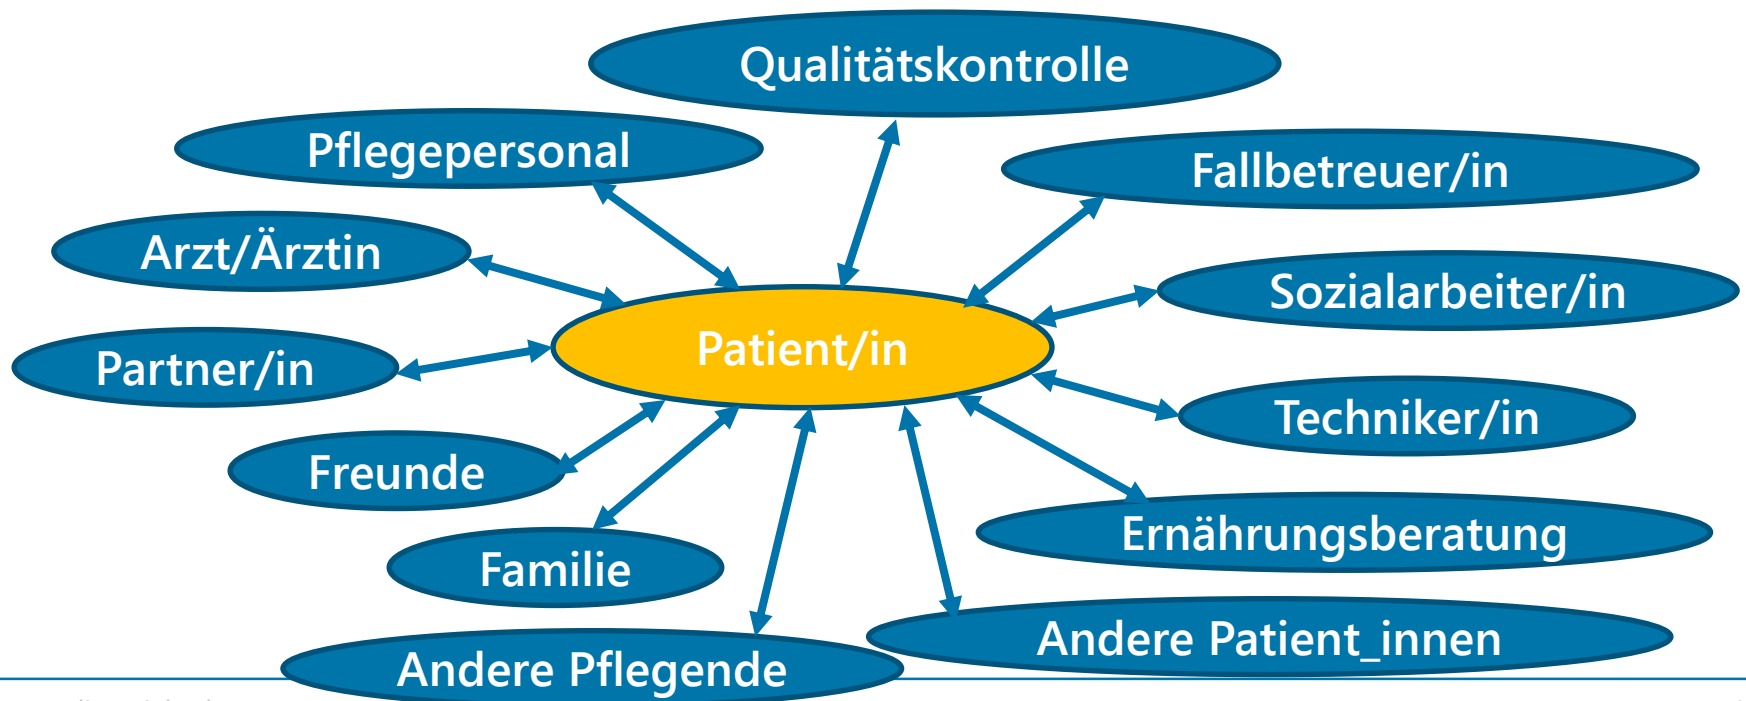 Qualitätskontrolle
Pflegepersonal
Fallbetreuer/in
Arzt/Ärztin
Sozialarbeiter/in
Patient/in
Partner/in
Techniker/in
Freunde
Ernährungsberatung
Familie
Andere Patient_innen
Andere Pflegende